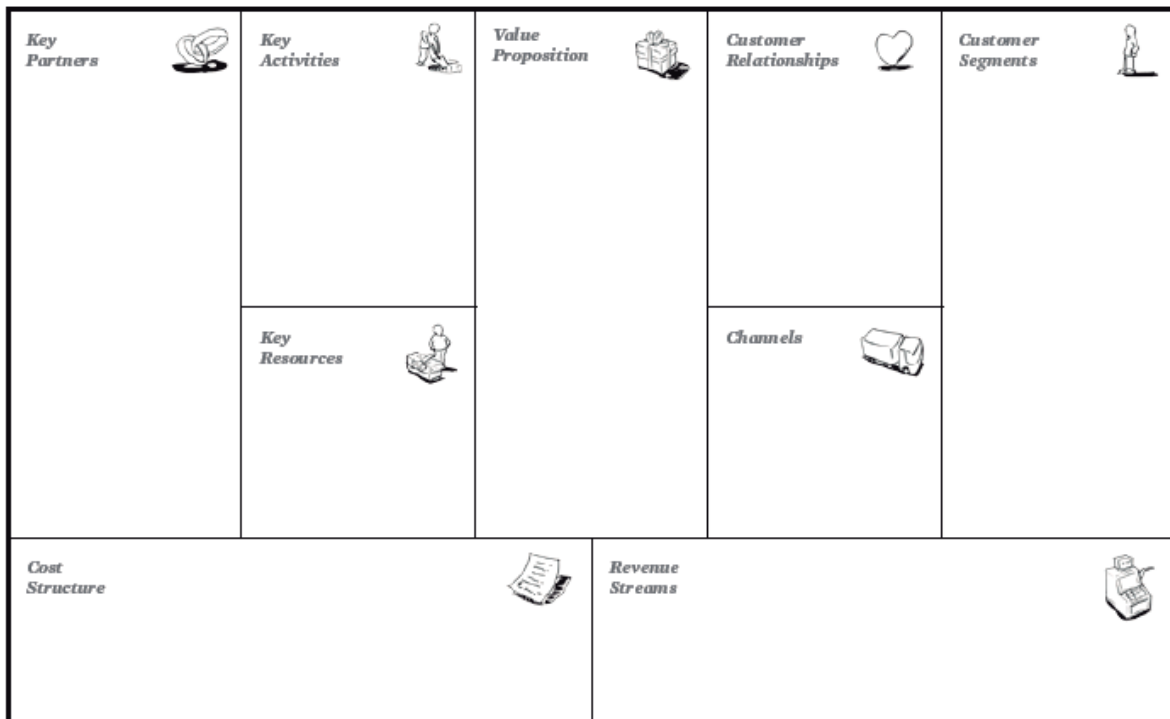 Key
Partners
Key
Activities
Value
Proposition
Customer
Relationships
Customer
Segments
Key
Resources
Channels
Cost
Structure
Revenue
Streams